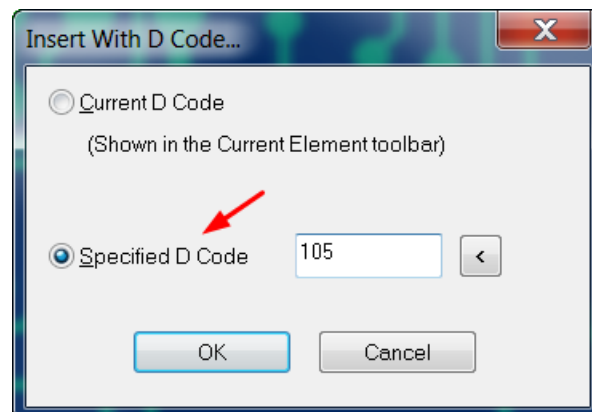 Insert With D Code...
X
Current D Code
(Shown in the Current Element toolbar)
Specified D Code 105 <
OK Cancel